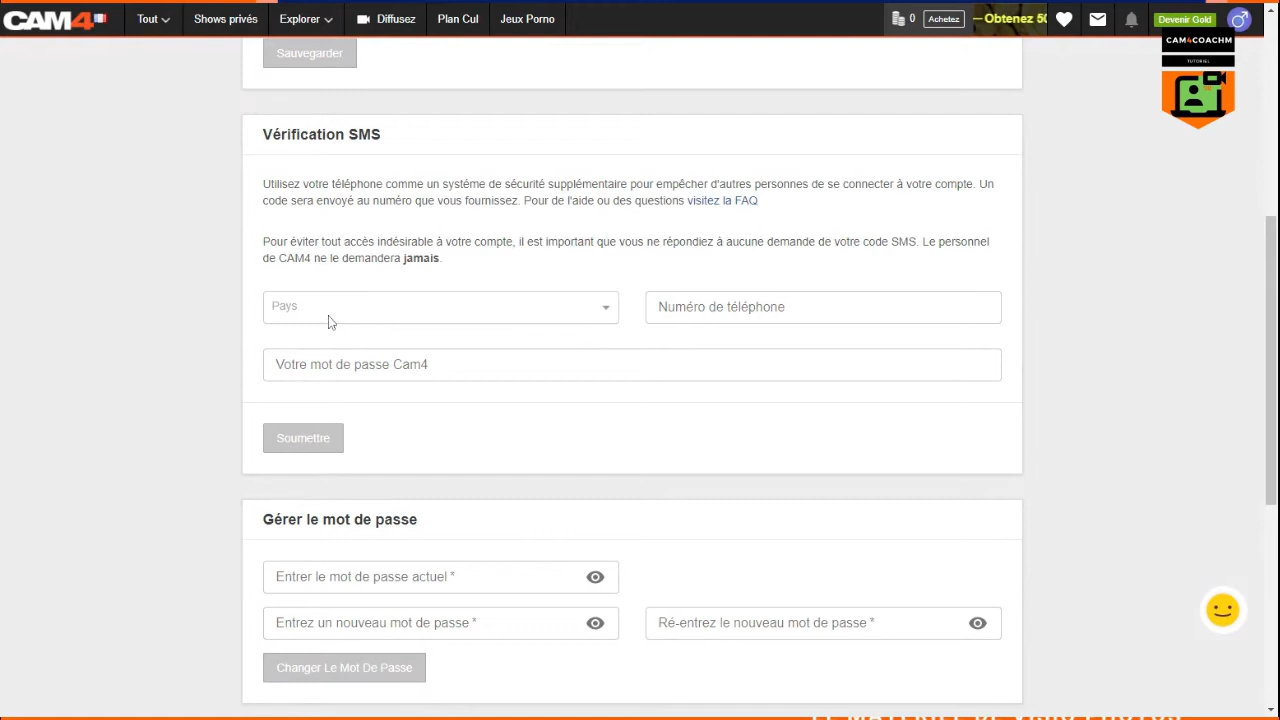 CAM4 Tout Shows privés Explorer Diffusez Plan Cul Jeux Porno 0 Achetez —Obtenez 50 Devenir Gold
CAM4COACHM
TUTORIEL
Sauvegarder
Vérification SMS
Utilisez votre téléphone comme un systéme de sécurité supplémentaire pour empêcher d'autres personnes de se connecter à votre compte. Un
code sera envoyé au numéro que vous fournissez. Pour de l'aide ou des questions visitez la FAQ
Pour éviter tout accès indésirable à votre compte, il est important que vous ne répondiez à aucune demande de votre code SMS. Le personnel
de CAM4 ne le demandera jamais.
Pays Numéro de téléphone
Votre mot de passe Cam4
Soumettre
Gérer le mot de passe
Entrer le mot de passe actuel *
Entrez un nouveau mot de passe * Ré-entrez le nouveau mot de passe *
Changer Le Mot De Passe